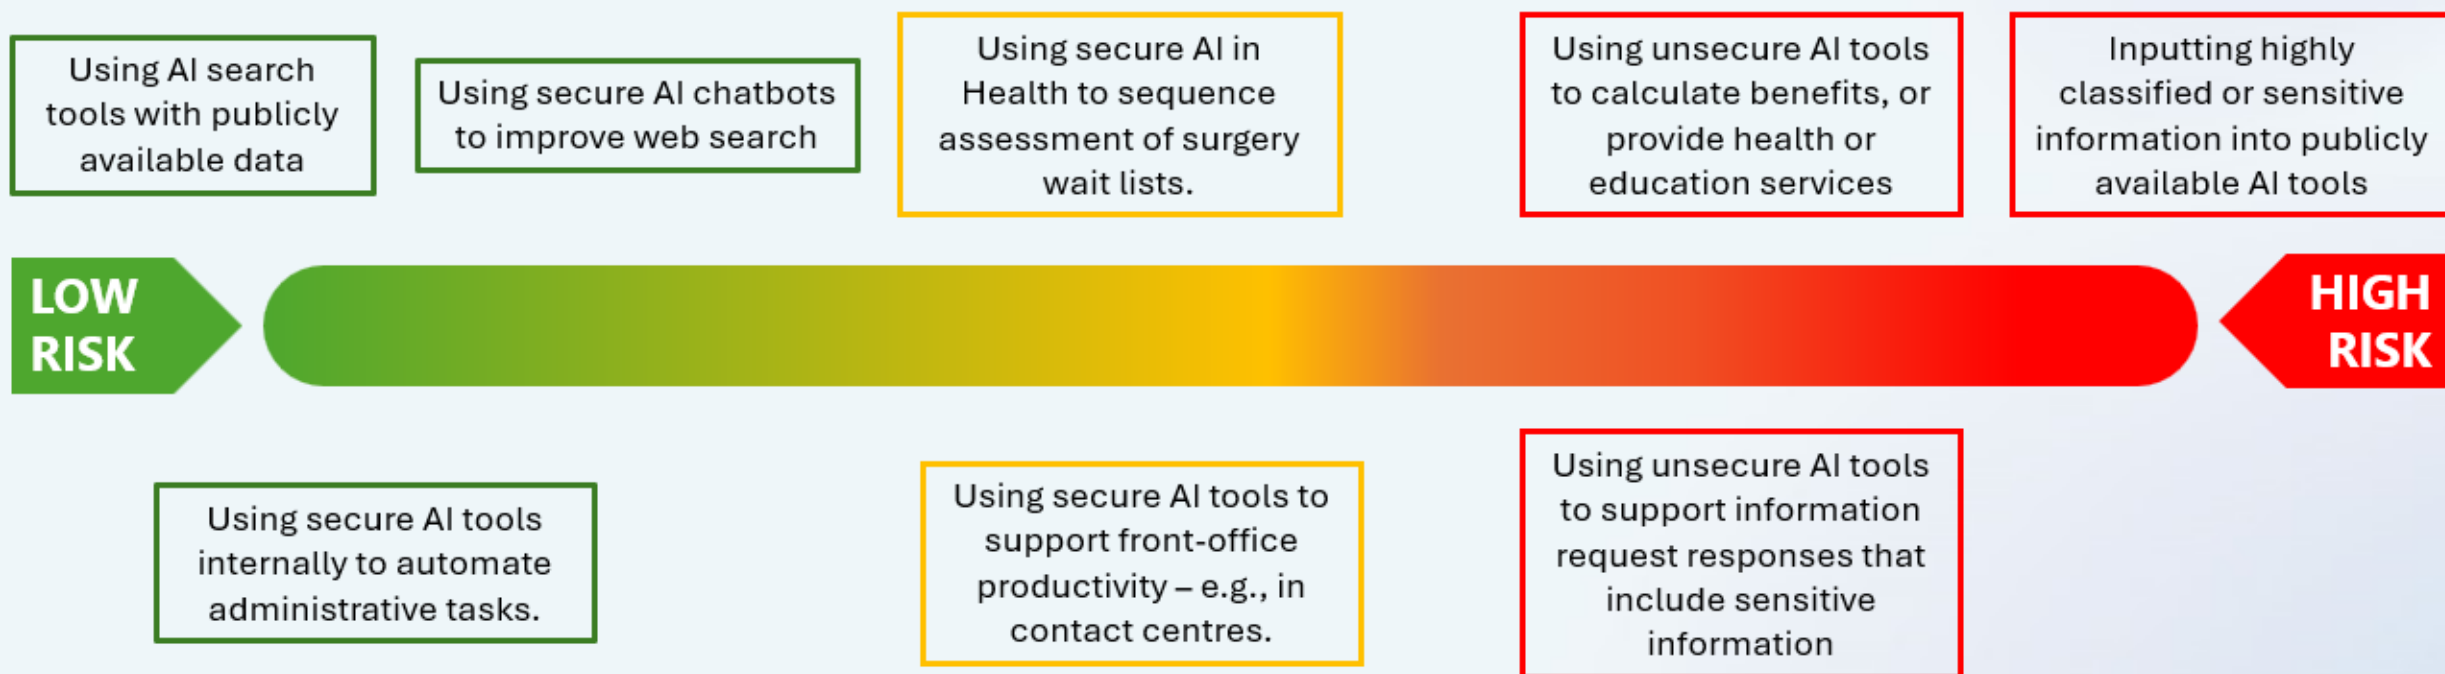 Using AI search
tools with publicly
available data
Using secure AI chatbots
to improve web search
Using secure AI in
Health to sequence
assessment of surgery
wait lists.
Using unsecure AI tools
to calculate benefits, or
provide health or
education services
Inputting highly
classified or sensitive
information into publicly
available AI tools
LOW
RISK
HIGH
RISK
Using secure AI tools
internally to automate
administrative tasks.
Using secure AI tools to
support front-office
productivity – e.g., in
contact centres.
Using unsecure AI tools
to support information
request responses that
include sensitive
information